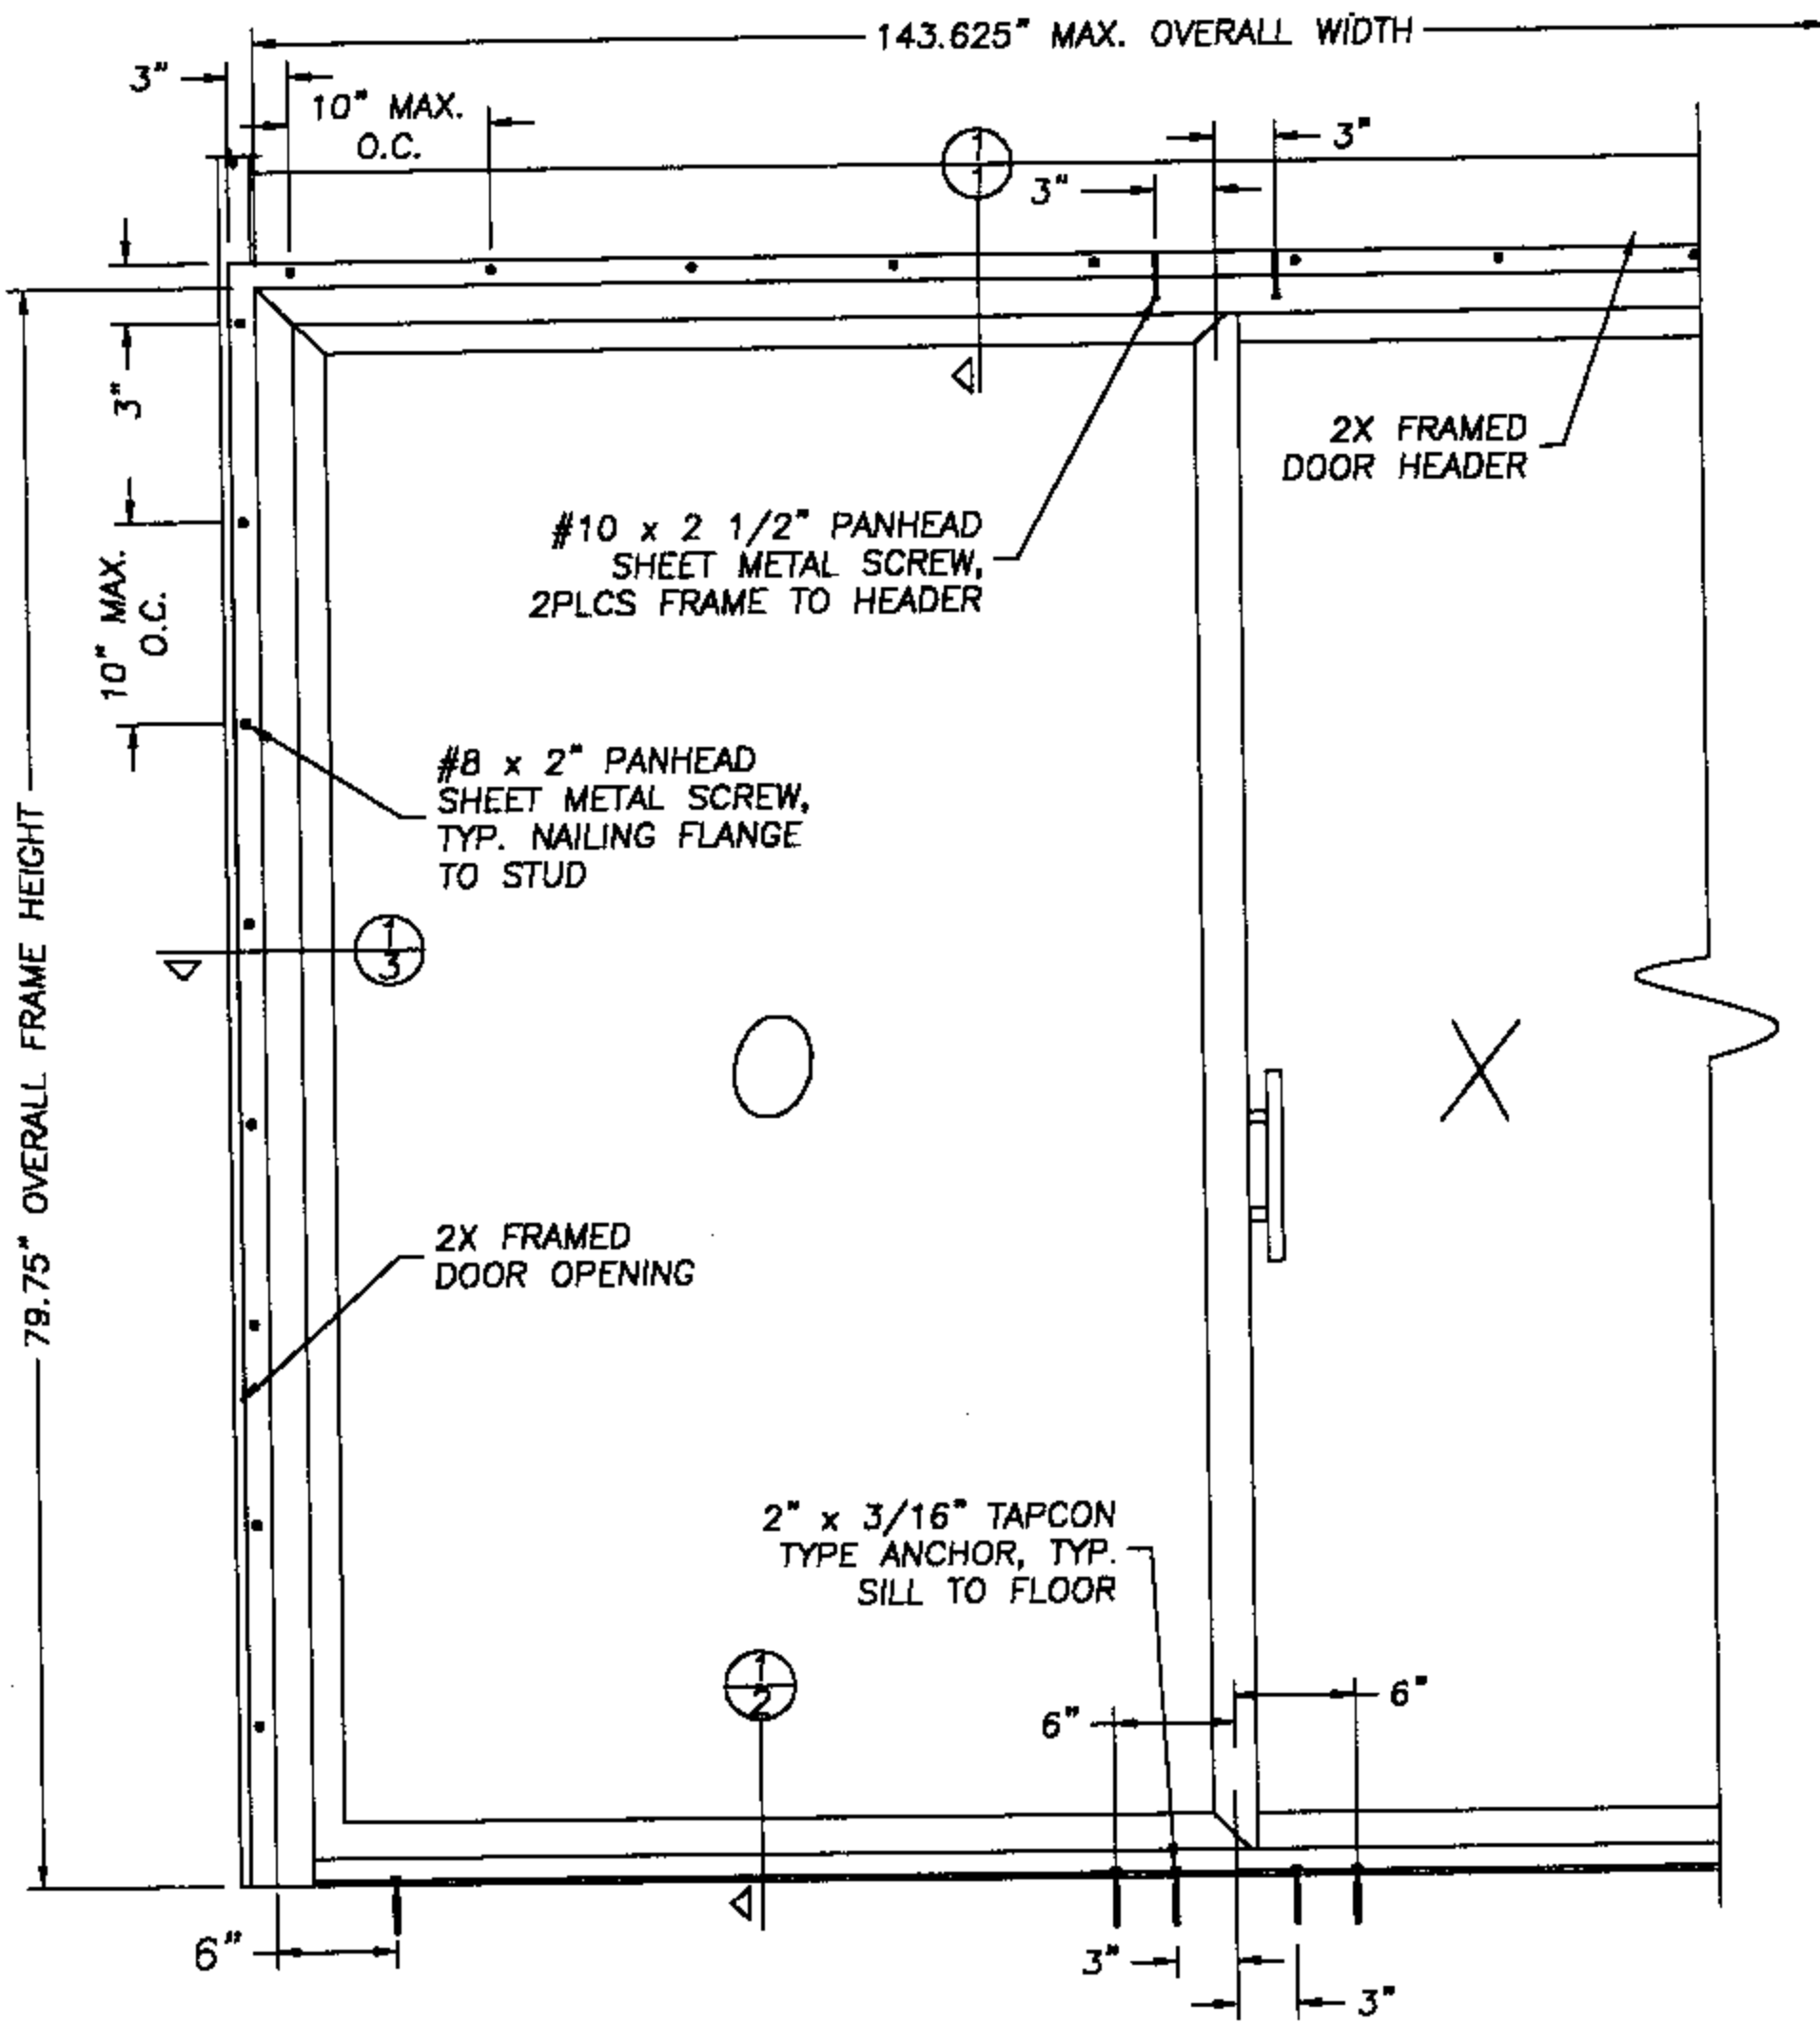 143.625" MAX. OVERALL WIDTH
3"
10" MAX.
O.C.
1
1
3"
3"
3"
10" MAX.
O.C.
2X FRAMED
DOOR HEADER
#10 x 2 1/2" PANHEAD
SHEET METAL SCREW,
2PLCS FRAME TO HEADER
#8 x 2" PANHEAD
SHEET METAL SCREW,
TYP. NAILING FLANGE
TO STUD
79.75" OVERALL FRAME HEIGHT
1
3
O
X
2X FRAMED
DOOR OPENING
2" x 3/16" TAPCON
TYPE ANCHOR, TYP.
SILL TO FLOOR
1
2
6"
6"
6"
3"
3"